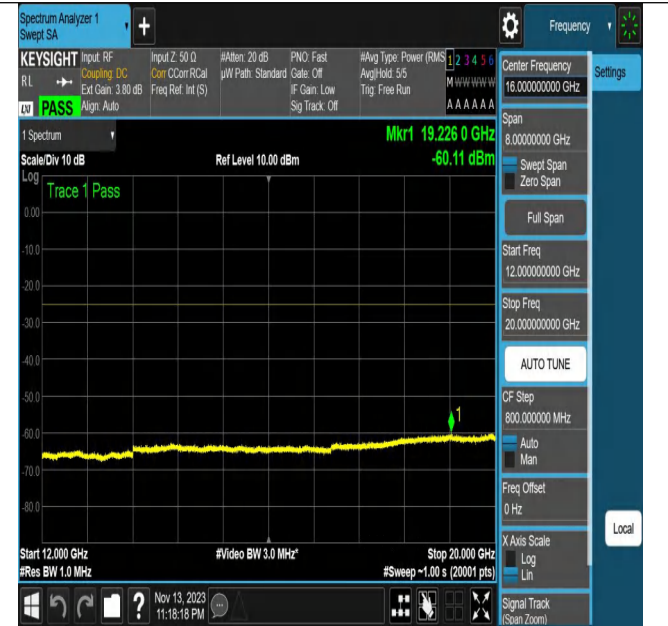 Spectrum Analyzer 1
Swept SA
+
Frequency
KEYSIGHT
RL
LXI
PASS
Input: RF
Coupling: DC
Ext Gain: 3.80 dB
Align: Auto
Input Z: 50 Ω
Corr CCorr RCal
Freq Ref: Int (S)
#Atten: 20 dB
µW Path: Standard
PNO: Fast
Gate: Off
IF Gain: Low
Sig Track: Off
#Avg Type: Power (RMS
Avg|Hold: 5/5
Trig: Free Run
1 2 3 4 5 6
M W W W W W
A A A A A A
1 Spectrum
Scale/Div 10 dB
Ref Level 10.00 dBm
Mkr1 19.226 0 GHz
-60.11 dBm
Log
Trace 1 Pass
0.00
-10.0
-20.0
-30.0
-40.0
-50.0
-60.0
-70.0
-80.0
1
Start 12.000 GHz
#Res BW 1.0 MHz
#Video BW 3.0 MHz*
Stop 20.000 GHz
#Sweep ~1.00 s (20001 pts)
?
Nov 13, 2023
11:18:18 PM
Center Frequency
16.000000000 GHz
Settings
Span
8.00000000 GHz
Swept Span
Zero Span
Full Span
Start Freq
12.000000000 GHz
Stop Freq
20.000000000 GHz
AUTO TUNE
CF Step
800.000000 MHz
Auto
Man
Freq Offset
0 Hz
X Axis Scale
Log
Lin
Local
Signal Track
(Span Zoom)